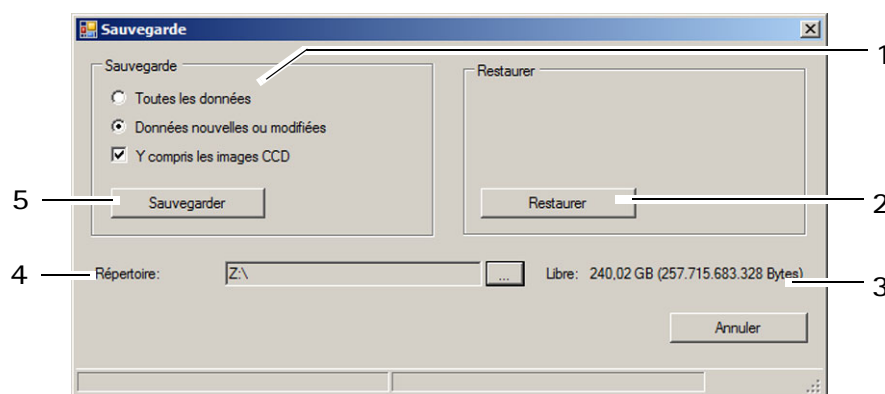 Sauvegarde
1
Sauvegarde
Restaurer
Toutes les données
Données nouvelles ou modifiées
Y compris les images CCD
5
Sauvegarder
Restaurer
2
4
Répertoire:
Z:\
...
Libre: 240,02 GB (257.715.683.328 Bytes)
3
Annuler